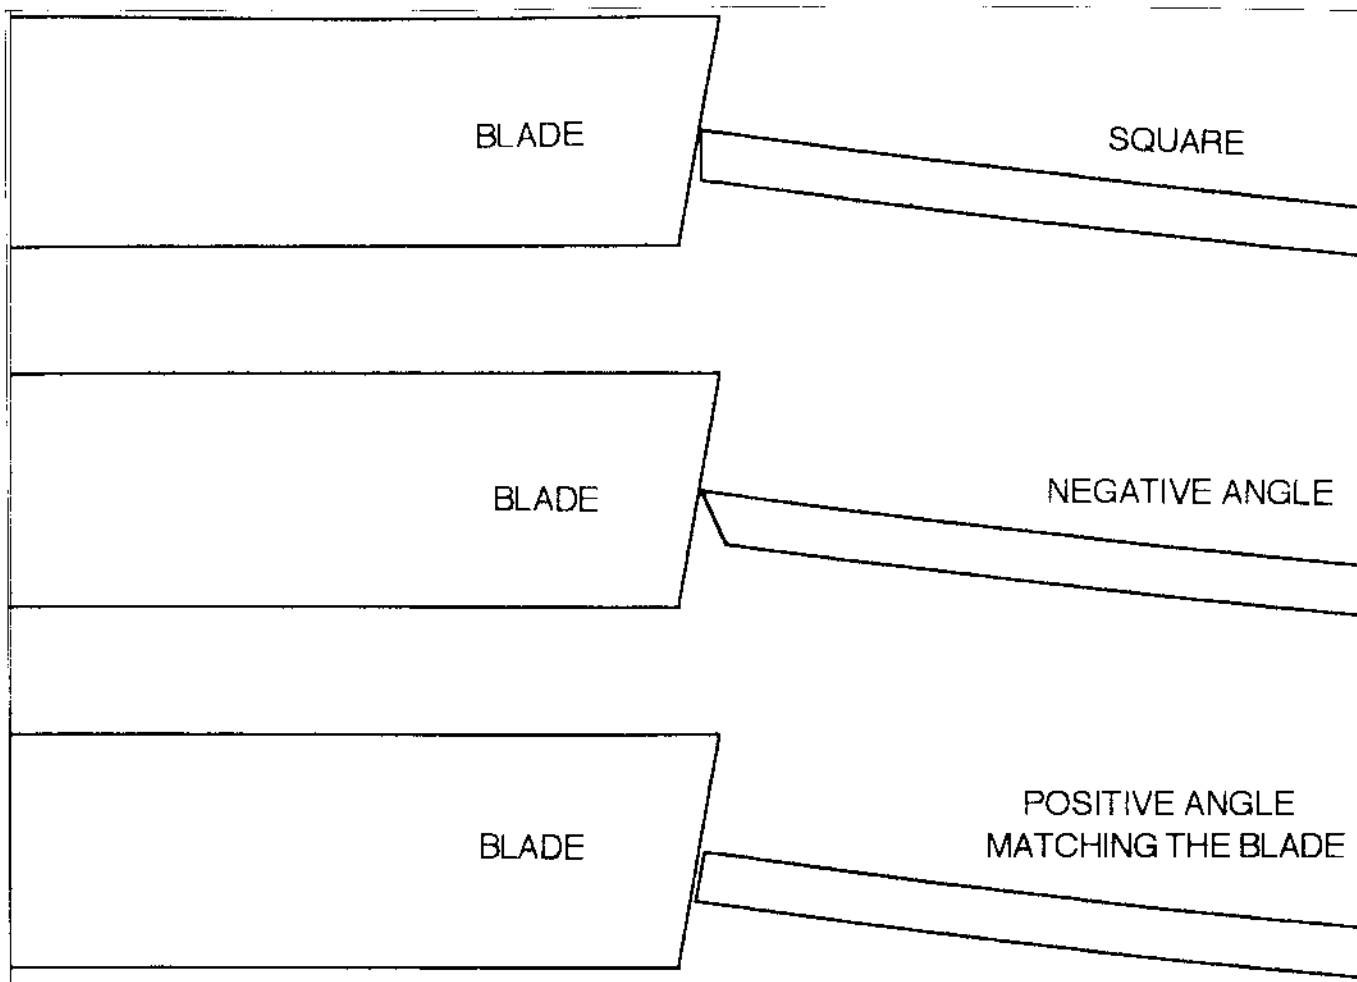 BLADE
SQUARE
BLADE
NEGATIVE ANGLE
BLADE
POSITIVE ANGLE
MATCHING THE BLADE